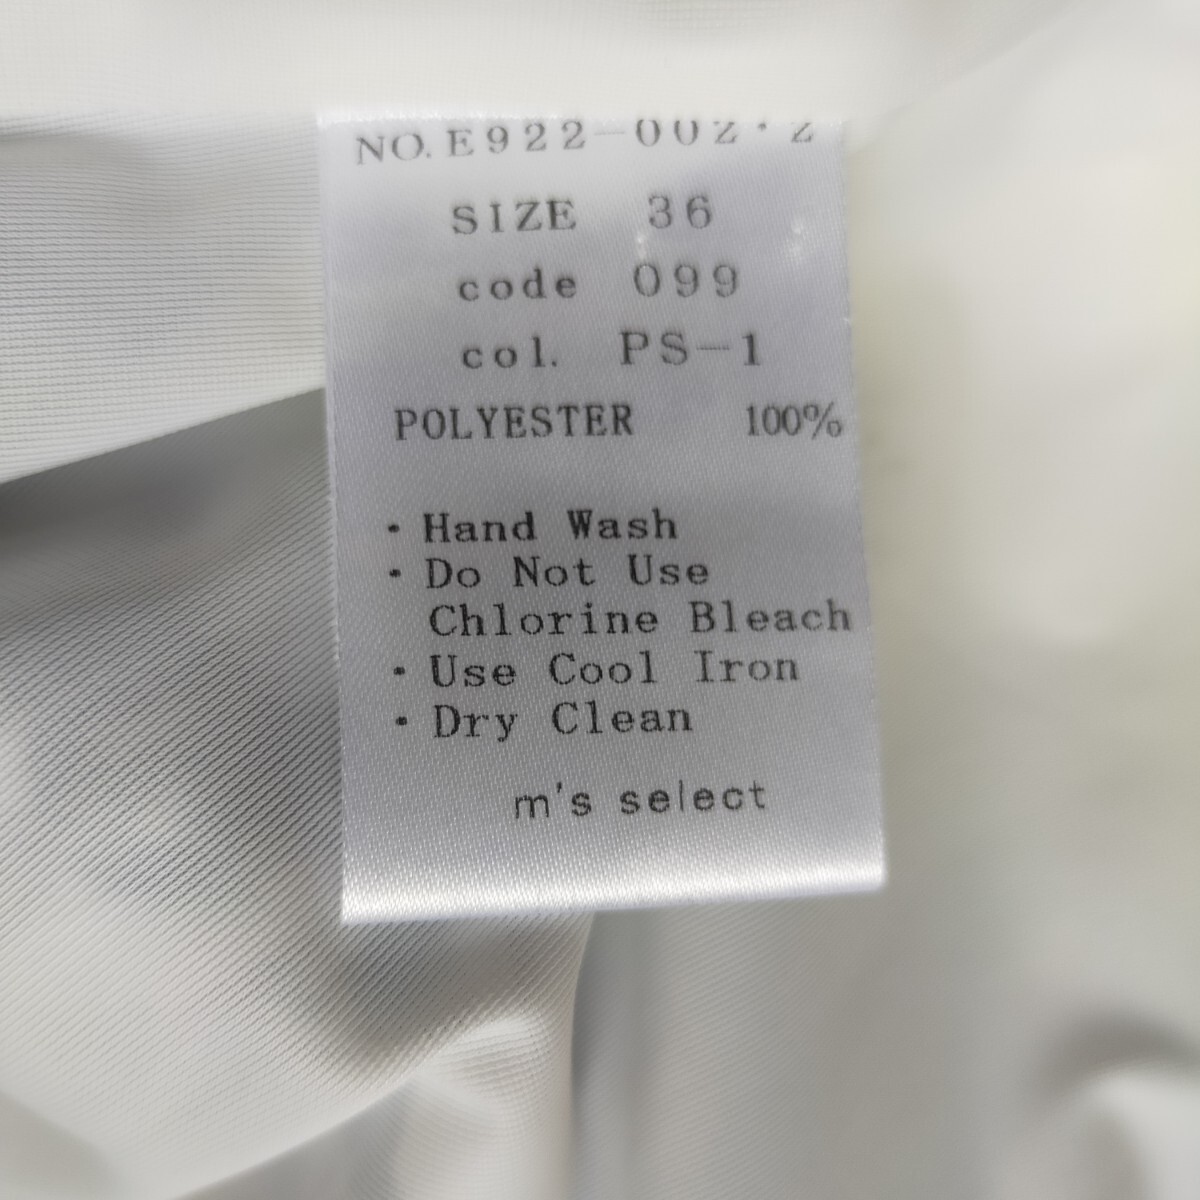 NO. E922-002・2
SIZE 36
code 099
col. PS-1
POLYESTER 100%
・Hand Wash
・Do Not Use
Chlorine Bleach
・Use Cool Iron
・Dry Clean
m's select